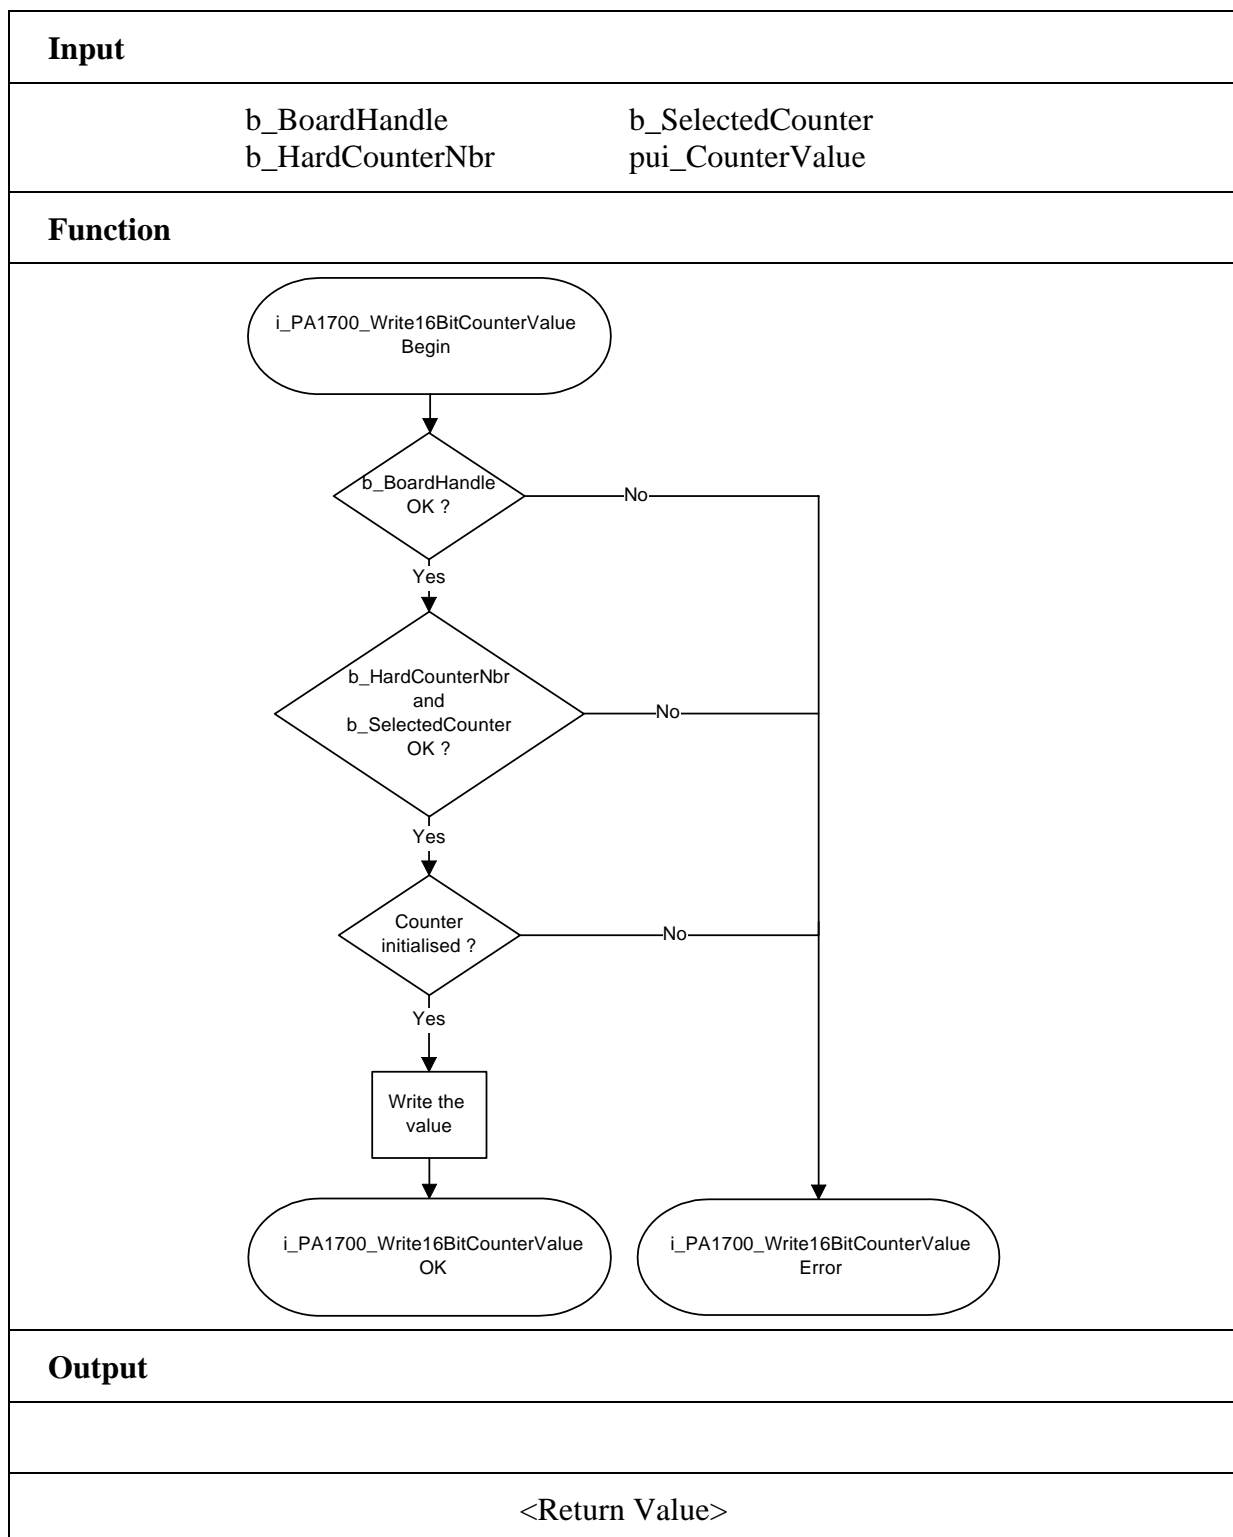 Input
b_BoardHandle b_SelectedCounter
b_HardCounterNbr pui_CounterValue
Function
i_PA1700_Write16BitCounterValue
Begin
b_BoardHandle
OK ?
No
Yes
b_HardCounterNbr
and
b_SelectedCounter
OK ?
No
Yes
Counter
initialised ?
No
Yes
Write the
value
i_PA1700_Write16BitCounterValue
OK
i_PA1700_Write16BitCounterValue
Error
Output
<Return Value>